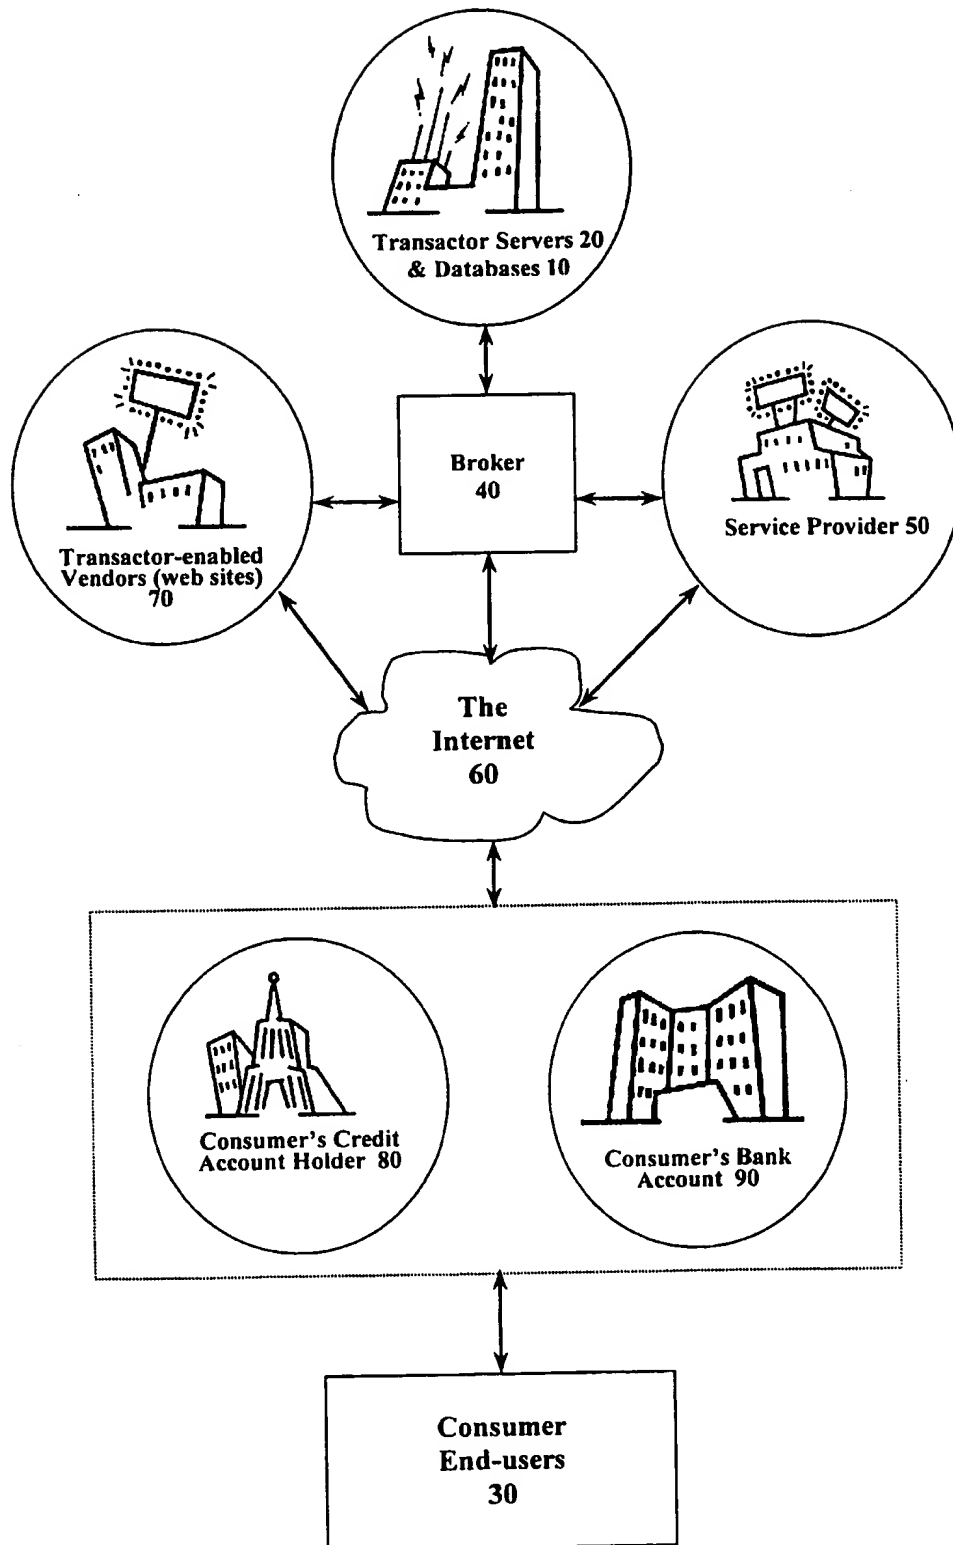 Transactor Servers 20
& Databases 10
Broker
40
Transactor-enabled
Vendors (web sites)
70
Service Provider 50
The
Internet
60
Consumer's Credit
Account Holder 80
Consumer's Bank
Account 90
Consumer
End-users
30